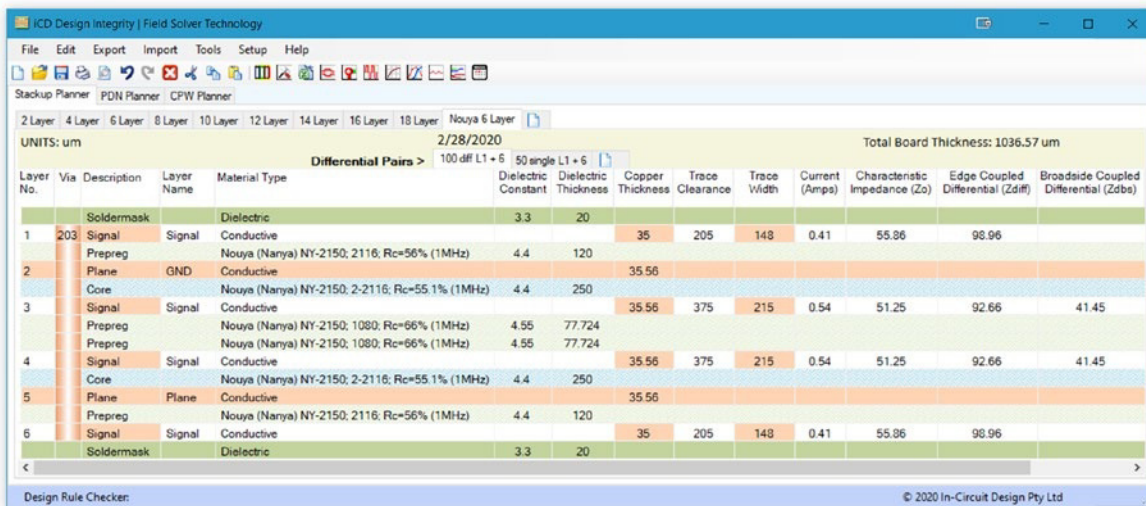 iCD Design Integrity | Field Solver Technology
File Edit Export Import Tools Setup Help
Stackup Planner PDN Planner CPW Planner
2 Layer 4 Layer 6 Layer 8 Layer 10 Layer 12 Layer 14 Layer 16 Layer 18 Layer Nouya 6 Layer
UNITS: um 2/28/2020 Total Board Thickness: 1036.57 um
Differential Pairs > 100 diff L1 + 6 50 single L1 + 6
Layer No. Via Description Layer Name Material Type Dielectric Constant Dielectric Thickness Copper Thickness Trace Clearance Trace Width Current (Amps) Characteristic Impedance (Zo) Edge Coupled Differential (Zdiff) Broadside Coupled Differential (Zdbs)
Soldermask Dielectric 3.3 20
1 203 Signal Signal Conductive 35 205 148 0.41 55.86 98.96
Prepreg Nouya (Nanya) NY-2150; 2116; Rc=56% (1MHz) 4.4 120
2 Plane GND Conductive 35.56
Core Nouya (Nanya) NY-2150; 2-2116; Rc=55.1% (1MHz) 4.4 250
3 Signal Signal Conductive 35.56 375 215 0.54 51.25 92.66 41.45
Prepreg Nouya (Nanya) NY-2150; 1080; Rc=66% (1MHz) 4.55 77.724
Prepreg Nouya (Nanya) NY-2150; 1080; Rc=66% (1MHz) 4.55 77.724
4 Signal Signal Conductive 35.56 375 215 0.54 51.25 92.66 41.45
Core Nouya (Nanya) NY-2150; 2-2116; Rc=55.1% (1MHz) 4.4 250
5 Plane Plane Conductive 35.56
Prepreg Nouya (Nanya) NY-2150; 2116; Rc=56% (1MHz) 4.4 120
6 Signal Signal Conductive 35 205 148 0.41 55.86 98.96
Soldermask Dielectric 3.3 20
Design Rule Checker: © 2020 In-Circuit Design Pty Ltd